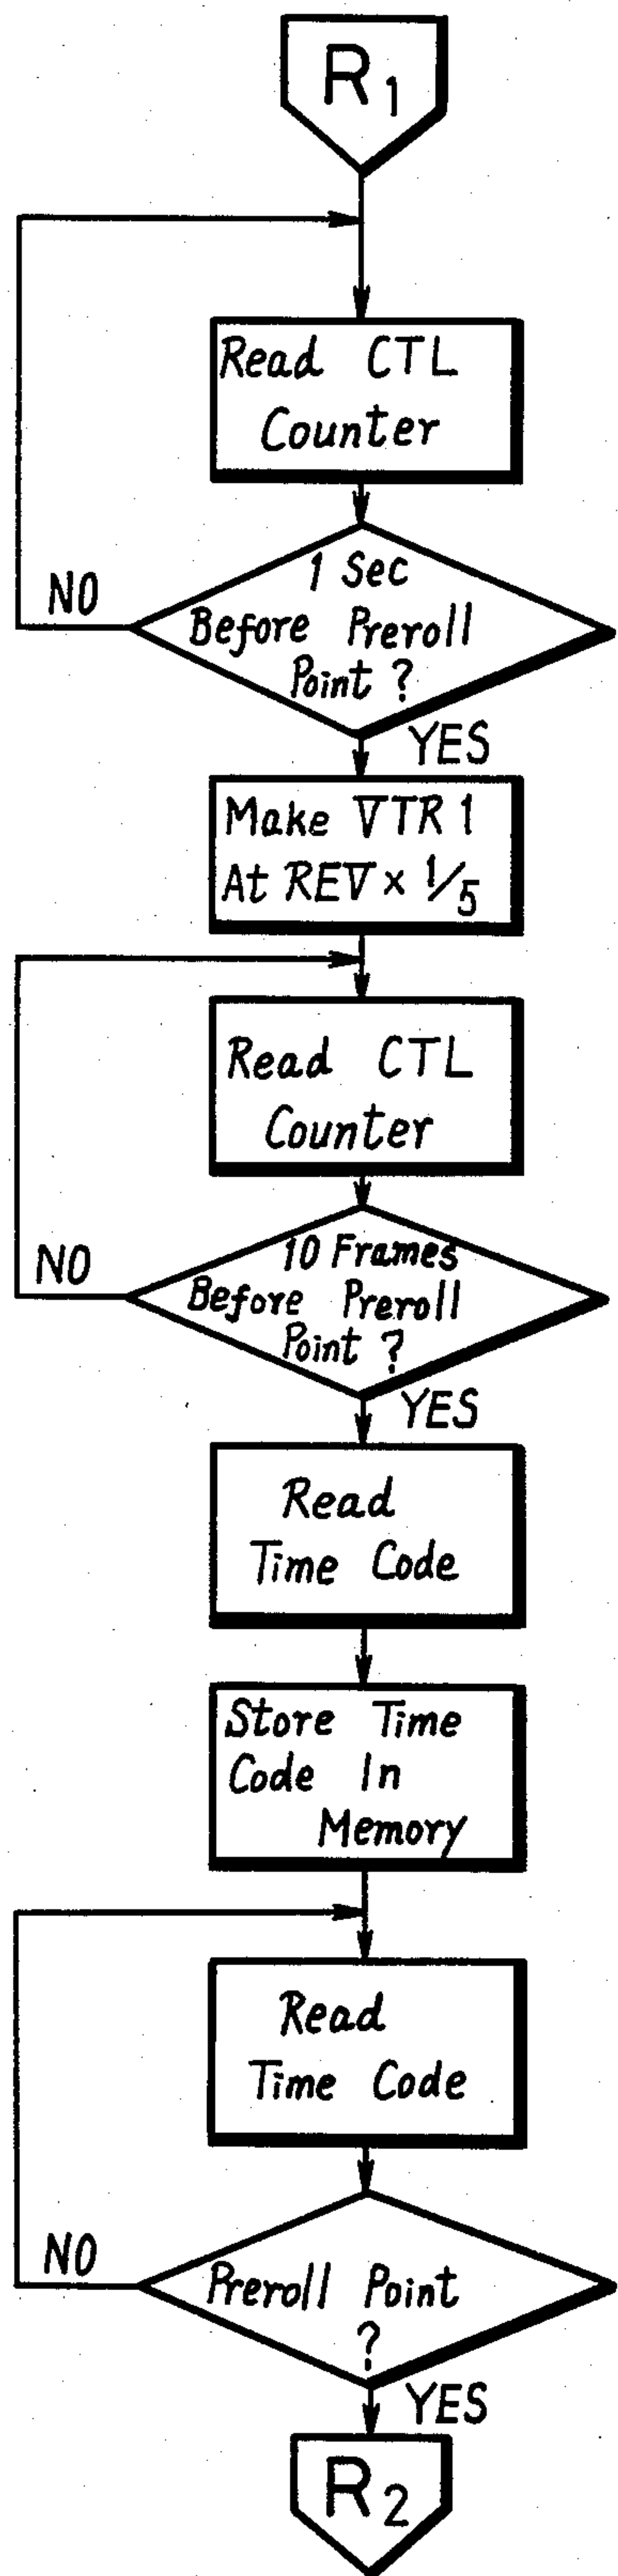 R1
Read CTL
Counter
1 Sec
Before Preroll
Point ?
NO
YES
Make VTR 1
At REV × 1/5
Read CTL
Counter
10 Frames
Before Preroll
Point ?
NO
YES
Read
Time Code
Store Time
Code In
Memory
Read
Time Code
Preroll Point
?
NO
YES
R2